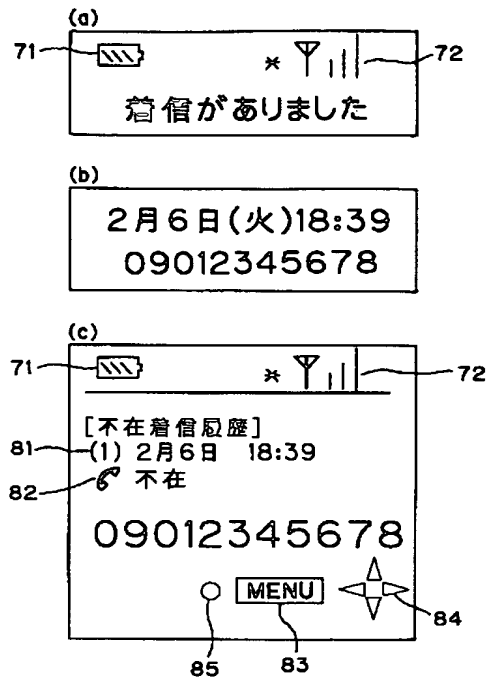 (a)
71
*
72
着信がありました
(b)
2月6日(火)18:39
09012345678
(c)
71
*
72
[不在着信履歴]
81
(1) 2月6日 18:39
82
不在
09012345678
MENU
84
85
83